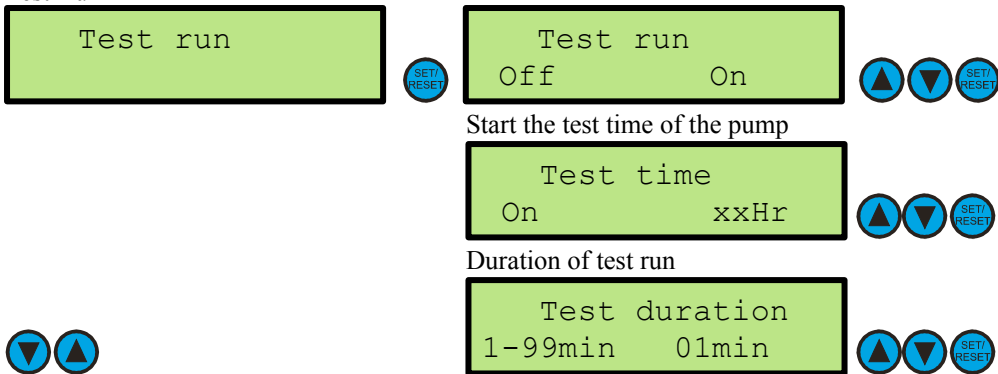 Test run
SET/
RESET
Test run
Off On
SET/
RESET
Start the test time of the pump
Test time
On xxHr
SET/
RESET
Duration of test run
Test duration
1-99min 01min
SET/
RESET